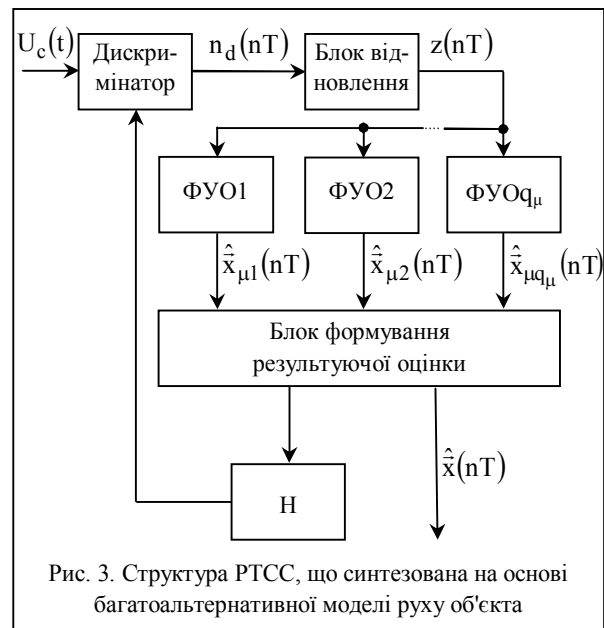 U_c(t)
Дискри-
мінатор
n_d(nT)
Блок від-
новлення
z(nT)
ФУО1
ФУО2
ФУОq_μ
x̂⃗_μ1(nT)
x̂⃗_μ2(nT)
x̂⃗_μq_μ(nT)
Блок формування
результуючої оцінки
H
x̂⃗(nT)
Рис. 3. Структура РТСС, що синтезована на основі
багатоальтернативної моделі руху об'єкта